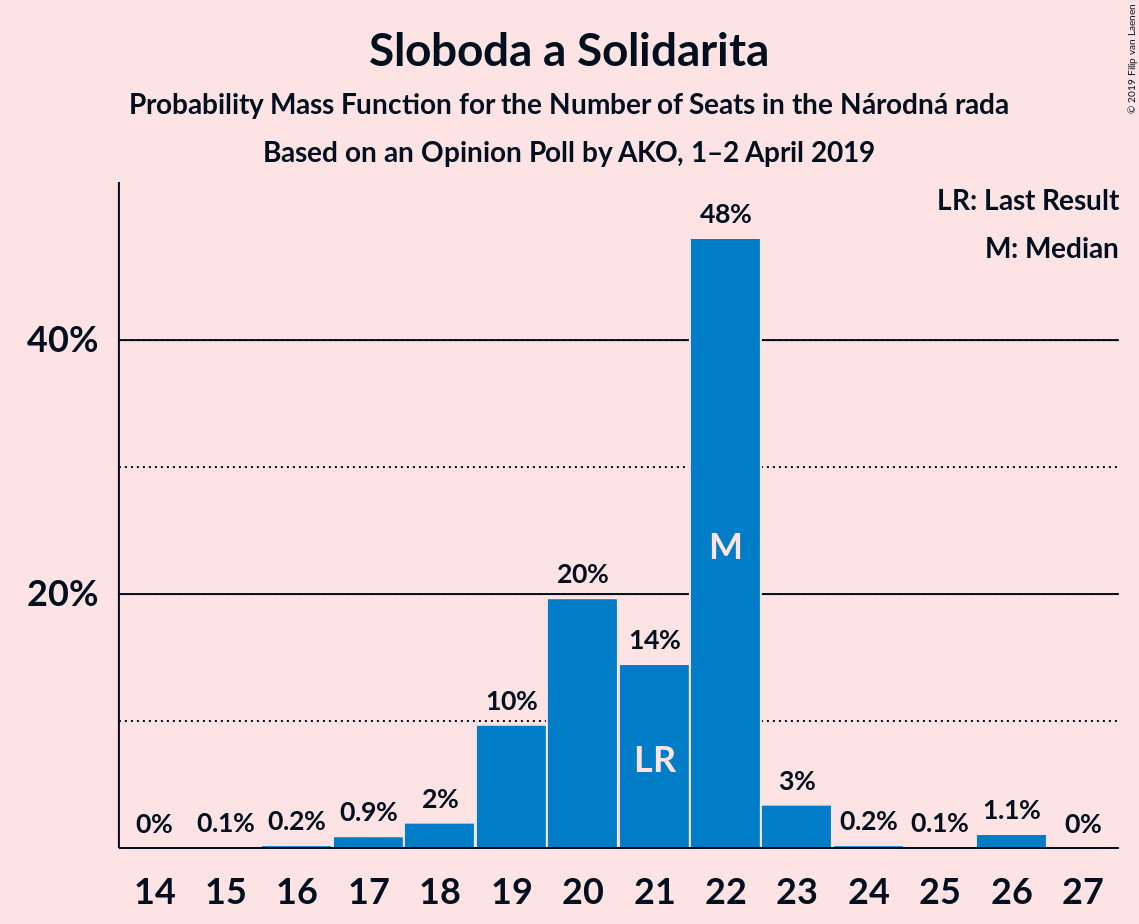 Sloboda a Solidarita
Probability Mass Function for the Number of Seats in the Národná rada
Based on an Opinion Poll by AKO, 1–2 April 2019
© 2019 Filip van Laenen
LR: Last Result
M: Median
40%
20%
0%
0.1%
0.2%
0.9%
2%
10%
20%
14%
48%
3%
0.2%
0.1%
1.1%
0%
LR
M
14 15 16 17 18 19 20 21 22 23 24 25 26 27